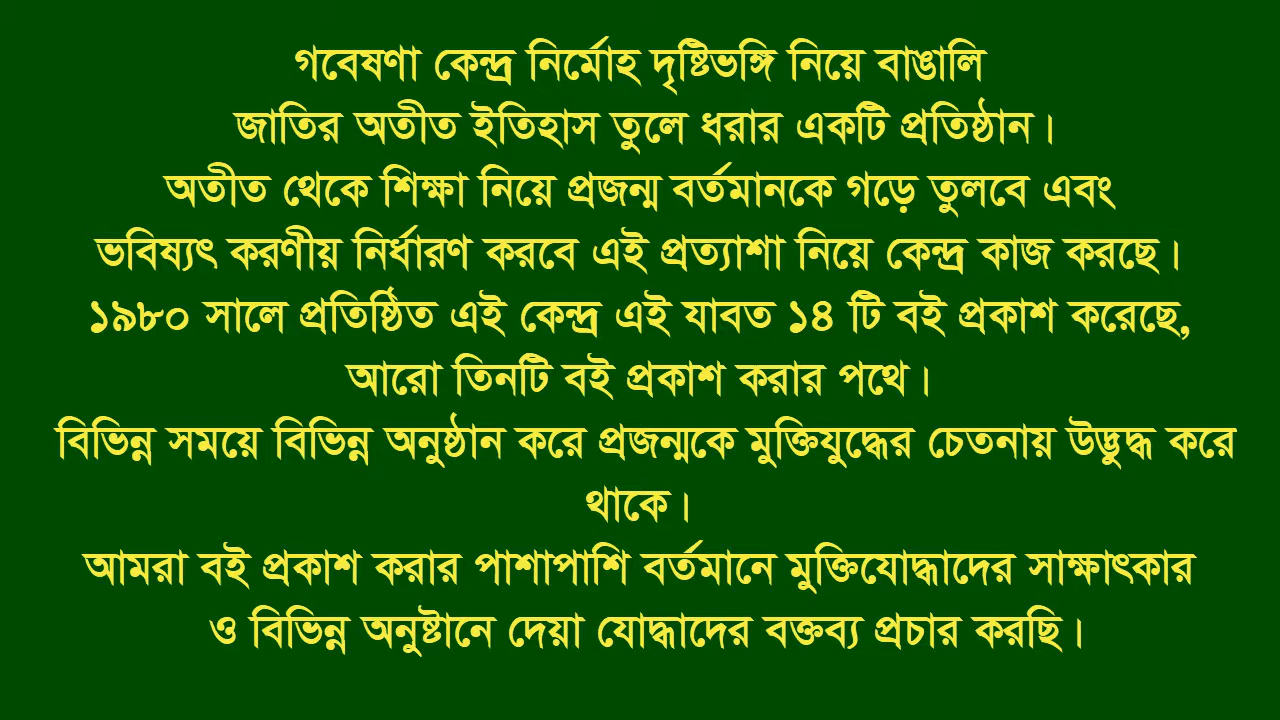 গবেষণা কেন্দ্র নির্মোহ দৃষ্টিভঙ্গি নিয়ে বাঙালি
জাতির অতীত ইতিহাস তুলে ধরার একটি প্রতিষ্ঠান।
অতীত থেকে শিক্ষা নিয়ে প্রজন্ম বর্তমানকে গড়ে তুলবে এবং
ভবিষ্যৎ করণীয় নির্ধারণ করবে এই প্রত্যাশা নিয়ে কেন্দ্র কাজ করছে।
১৯৮০ সালে প্রতিষ্ঠিত এই কেন্দ্র এই যাবত ১৪ টি বই প্রকাশ করেছে,
আরো তিনটি বই প্রকাশ করার পথে।
বিভিন্ন সময়ে বিভিন্ন অনুষ্ঠান করে প্রজন্মকে মুক্তিযুদ্ধের চেতনায় উদ্ভুদ্ধ করে
থাকে।
আমরা বই প্রকাশ করার পাশাপাশি বর্তমানে মুক্তিযোদ্ধাদের সাক্ষাৎকার
ও বিভিন্ন অনুষ্টানে দেয়া যোদ্ধাদের বক্তব্য প্রচার করছি।